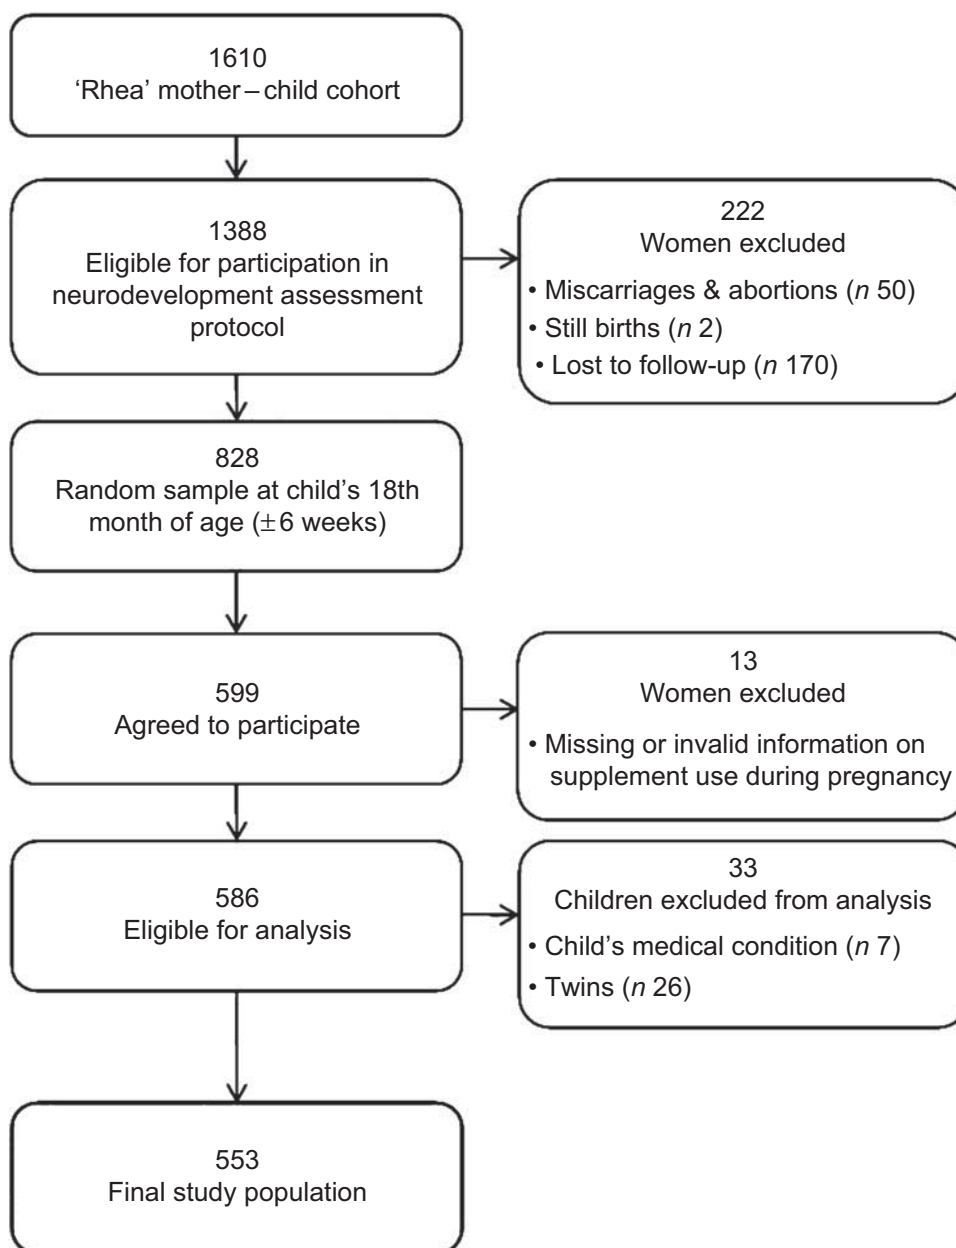 1610
‘Rhea’ mother–child cohort
1388
Eligible for participation in
neurodevelopment assessment
protocol
222
Women excluded
• Miscarriages & abortions (n 50)
• Still births (n 2)
• Lost to follow-up (n 170)
828
Random sample at child’s 18th
month of age (±6 weeks)
599
Agreed to participate
13
Women excluded
• Missing or invalid information on
supplement use during pregnancy
586
Eligible for analysis
33
Children excluded from analysis
• Child’s medical condition (n 7)
• Twins (n 26)
553
Final study population